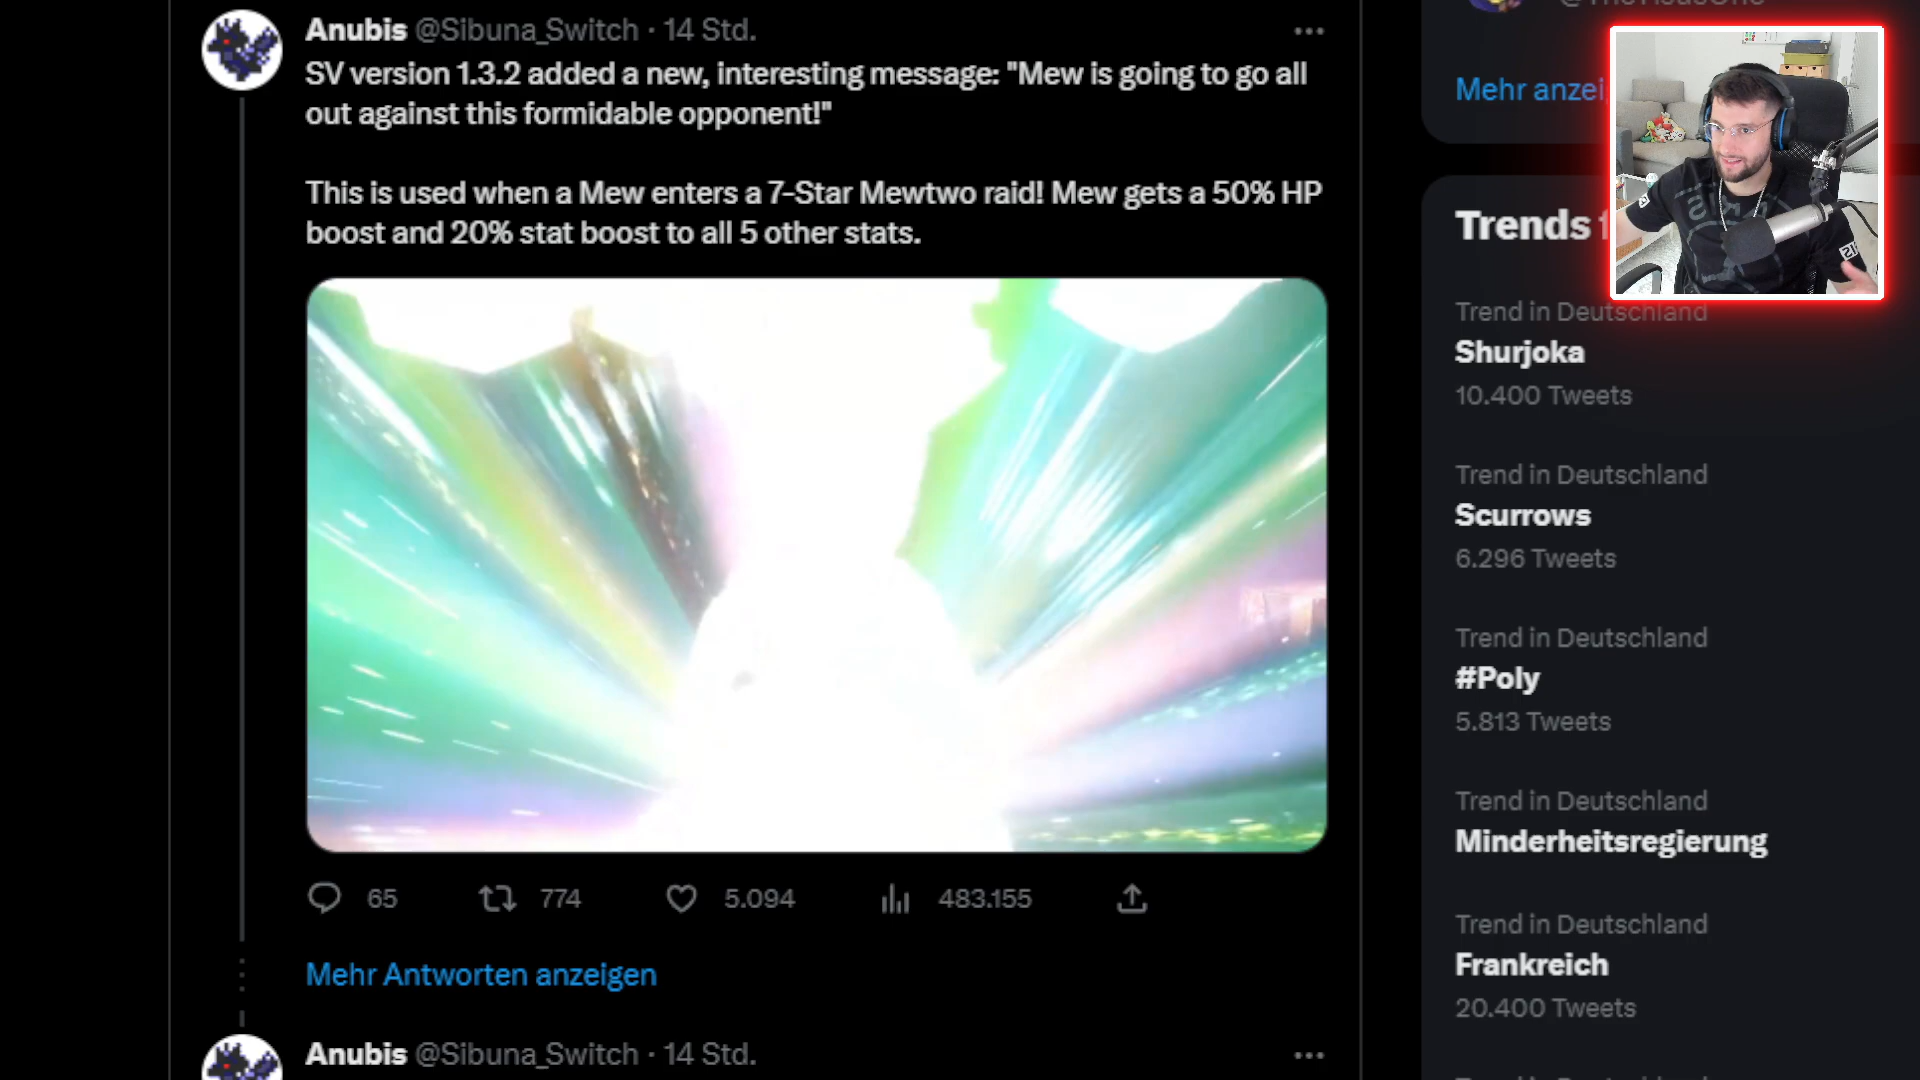 Anubis @Sibuna_Switch · 14 Std.
SV version 1.3.2 added a new, interesting message: "Mew is going to go all
out against this formidable opponent!"
This is used when a Mew enters a 7-Star Mewtwo raid! Mew gets a 50% HP
boost and 20% stat boost to all 5 other stats.
65 774 5.094 483.155
Mehr Antworten anzeigen
Anubis @Sibuna_Switch · 14 Std.
Mehr anzei
Trends f
Trend in Deutschland
Shurjoka
10.400 Tweets
Trend in Deutschland
Scurrows
6.296 Tweets
Trend in Deutschland
#Poly
5.813 Tweets
Trend in Deutschland
Minderheitsregierung
Trend in Deutschland
Frankreich
20.400 Tweets